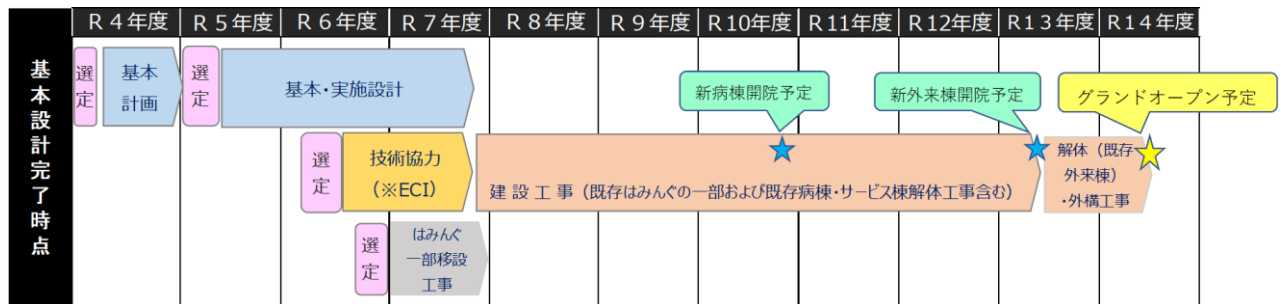 Ｒ４年度
Ｒ５年度
Ｒ６年度
Ｒ７年度
Ｒ８年度
Ｒ９年度
Ｒ10年度
Ｒ11年度
Ｒ12年度
Ｒ13年度
Ｒ14年度
基本設計完了時点
選定
基本
計画
選定
基本・実施設計
新病棟開院予定
新外来棟開院予定
グランドオープン予定
選定
技術協力
（※ECI）
建設工事（既存はみんぐの一部および既存病棟・サービス棟解体工事含む）
解体（既存
外来棟）
・外構工事
選定
はみんぐ
一部移設
工事